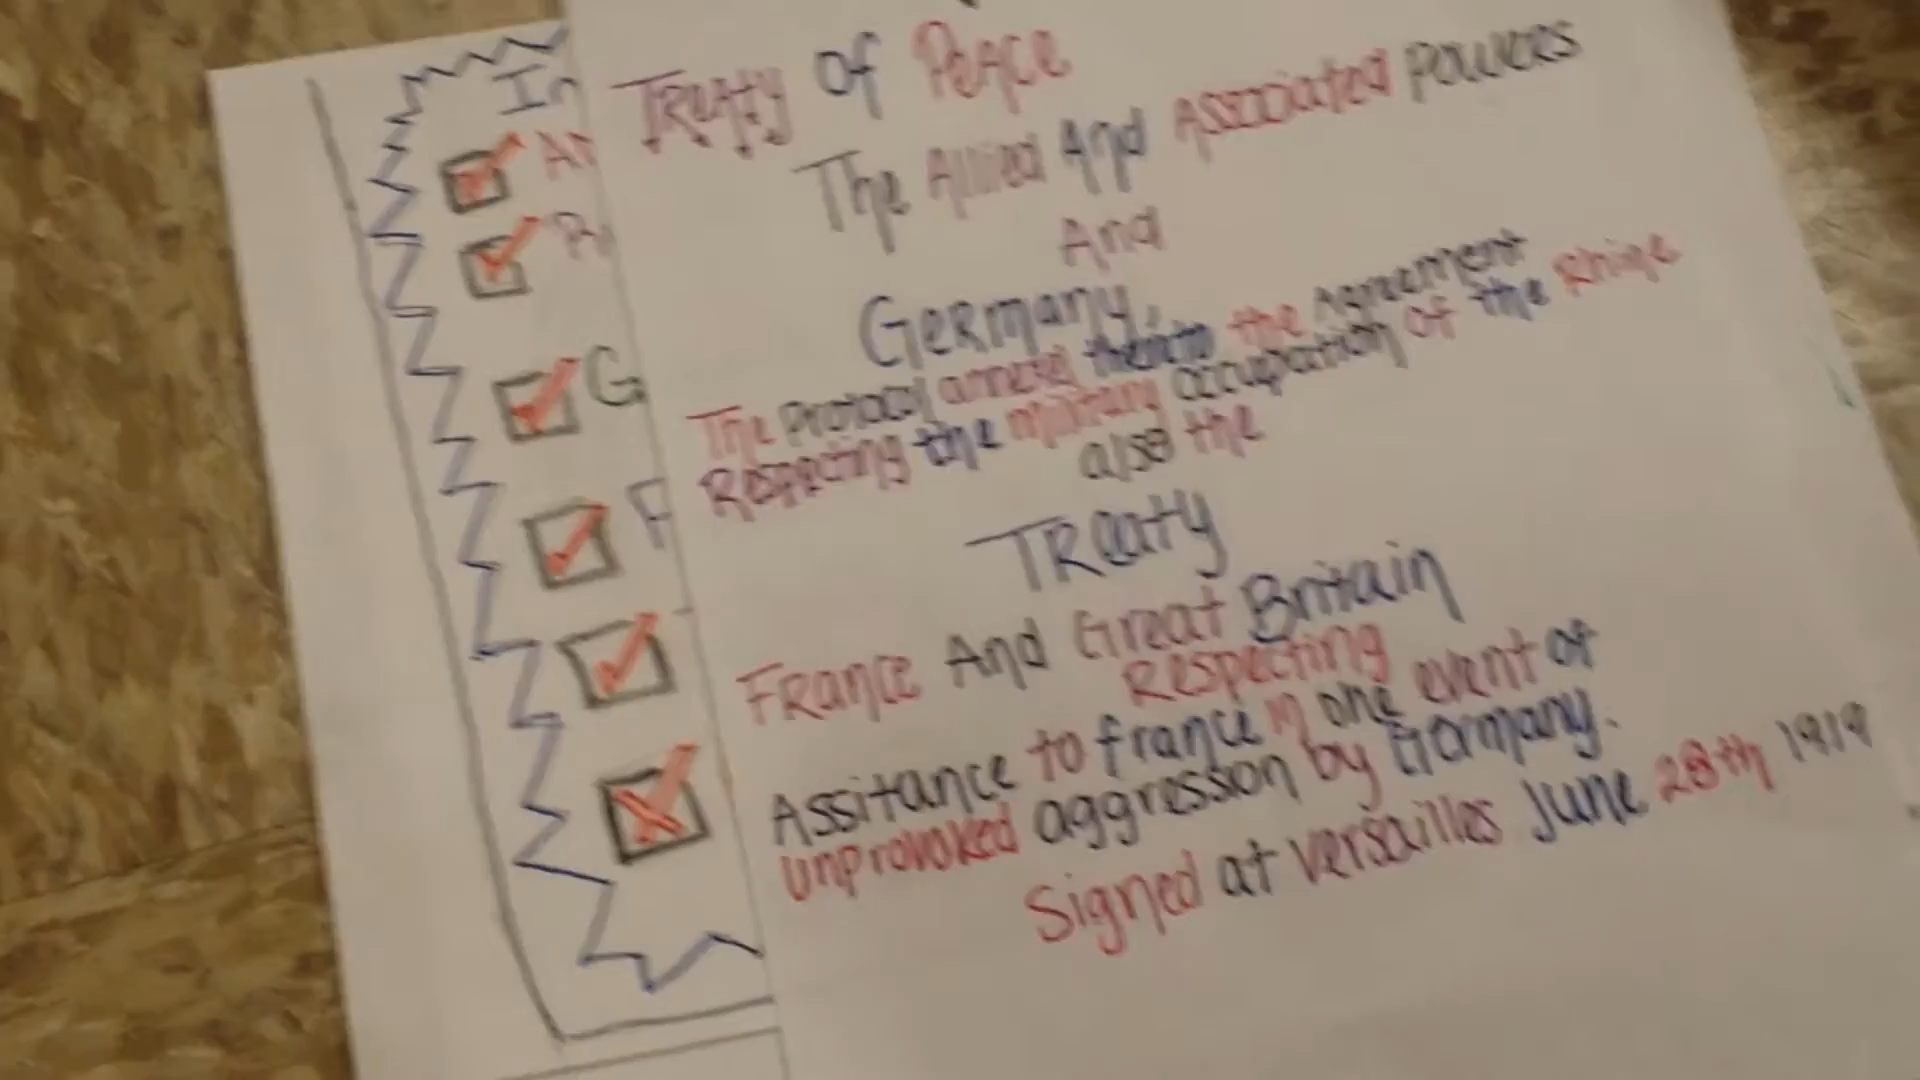 In
TReaty of Peace
The Allied And Associated Powers
And
Germany,
The Protocol annexed thereto the Agreement
Respecting the military occupation of the Rhine
also the
TReaty
FRance And Great Britain
Respecting
Assitance to france in one event of
unprovoked aggression by Germany.
Signed at versailles june 28th 1919
G
F